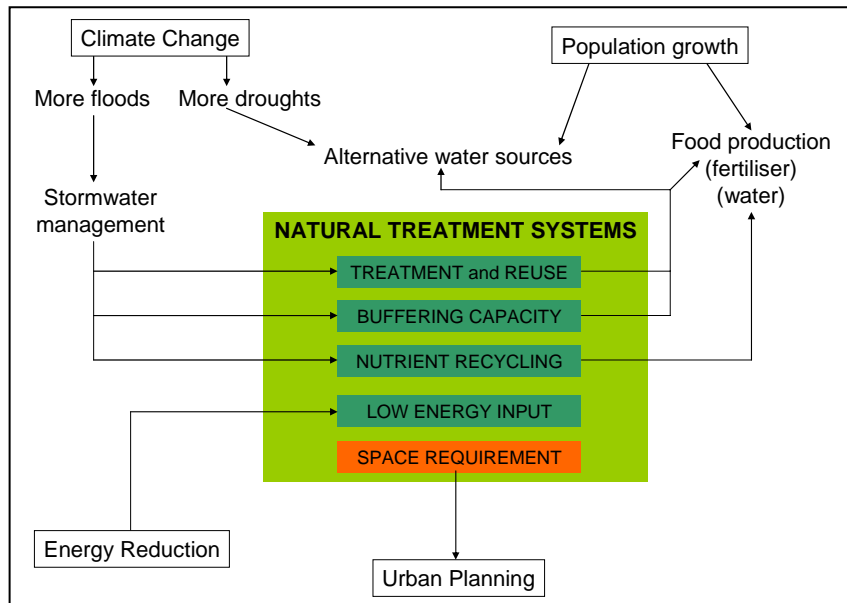 Climate Change
Population growth
More floods
More droughts
Alternative water sources
Food production
(fertiliser)
(water)
Stormwater
management
NATURAL TREATMENT SYSTEMS
TREATMENT and REUSE
BUFFERING CAPACITY
NUTRIENT RECYCLING
LOW ENERGY INPUT
SPACE REQUIREMENT
Energy Reduction
Urban Planning